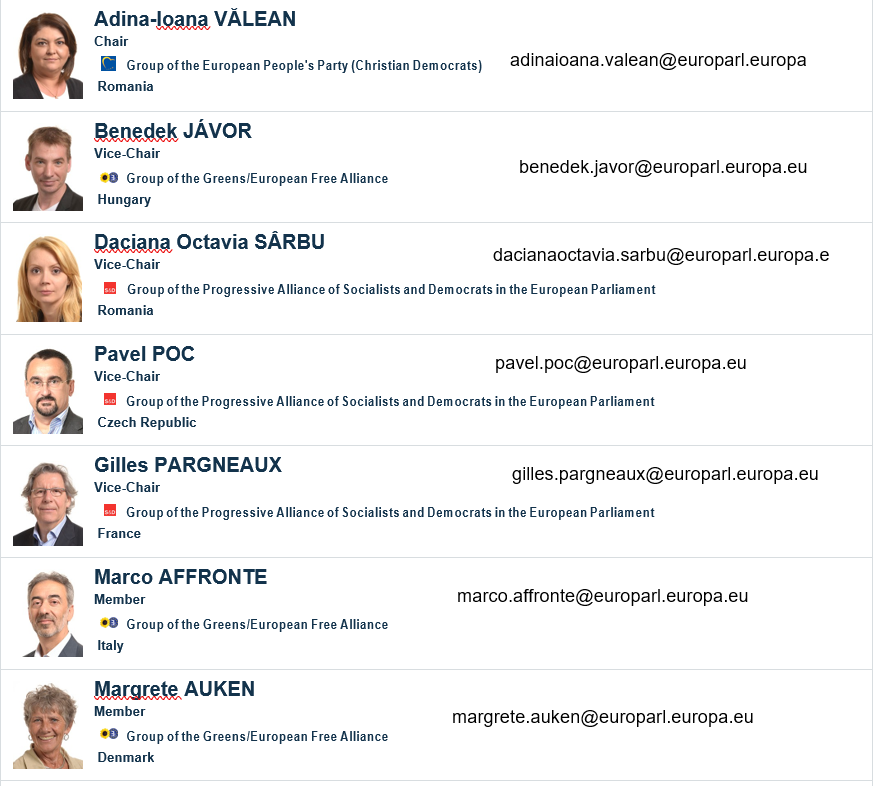 Adina-Ioana VĂLEAN
Chair
Group of the European People's Party (Christian Democrats)
adinaioana.valean@europarl.europa
Romania
Benedek JÁVOR
Vice-Chair
benedek.javor@europarl.europa.eu
Group of the Greens/European Free Alliance
Hungary
Daciana Octavia SÂRBU
dacianaoctavia.sarbu@europarl.europa.e
Vice-Chair
S&D Group of the Progressive Alliance of Socialists and Democrats in the European Parliament
Romania
Pavel POC
pavel.poc@europarl.europa.eu
Vice-Chair
S&D Group of the Progressive Alliance of Socialists and Democrats in the European Parliament
Czech Republic
Gilles PARGNEAUX
gilles.pargneaux@europarl.europa.eu
Vice-Chair
S&D Group of the Progressive Alliance of Socialists and Democrats in the European Parliament
France
Marco AFFRONTE
marco.affronte@europarl.europa.eu
Member
Group of the Greens/European Free Alliance
Italy
Margrete AUKEN
Member
margrete.auken@europarl.europa.eu
Group of the Greens/European Free Alliance
Denmark